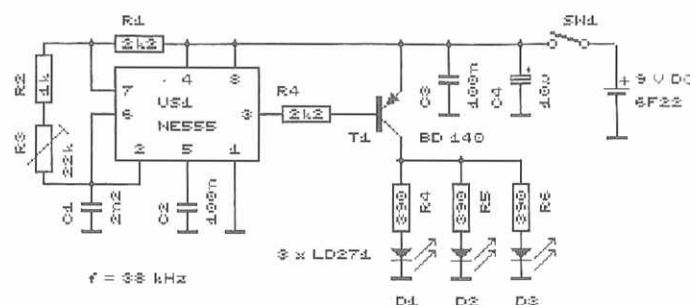 R1
2k2
SW1
R2
1k
4
8
7
US1
R4
C3
100n
C4
+
10u
+
9 V DC
6F22
6
NE555
3
2k2
R3
22k
T1
BD 140
2
5
1
C1
2n2
C2
100n
390
R4
390
R5
390
R6
3 x LD271
f = 38 kHz
D1
D2
D3